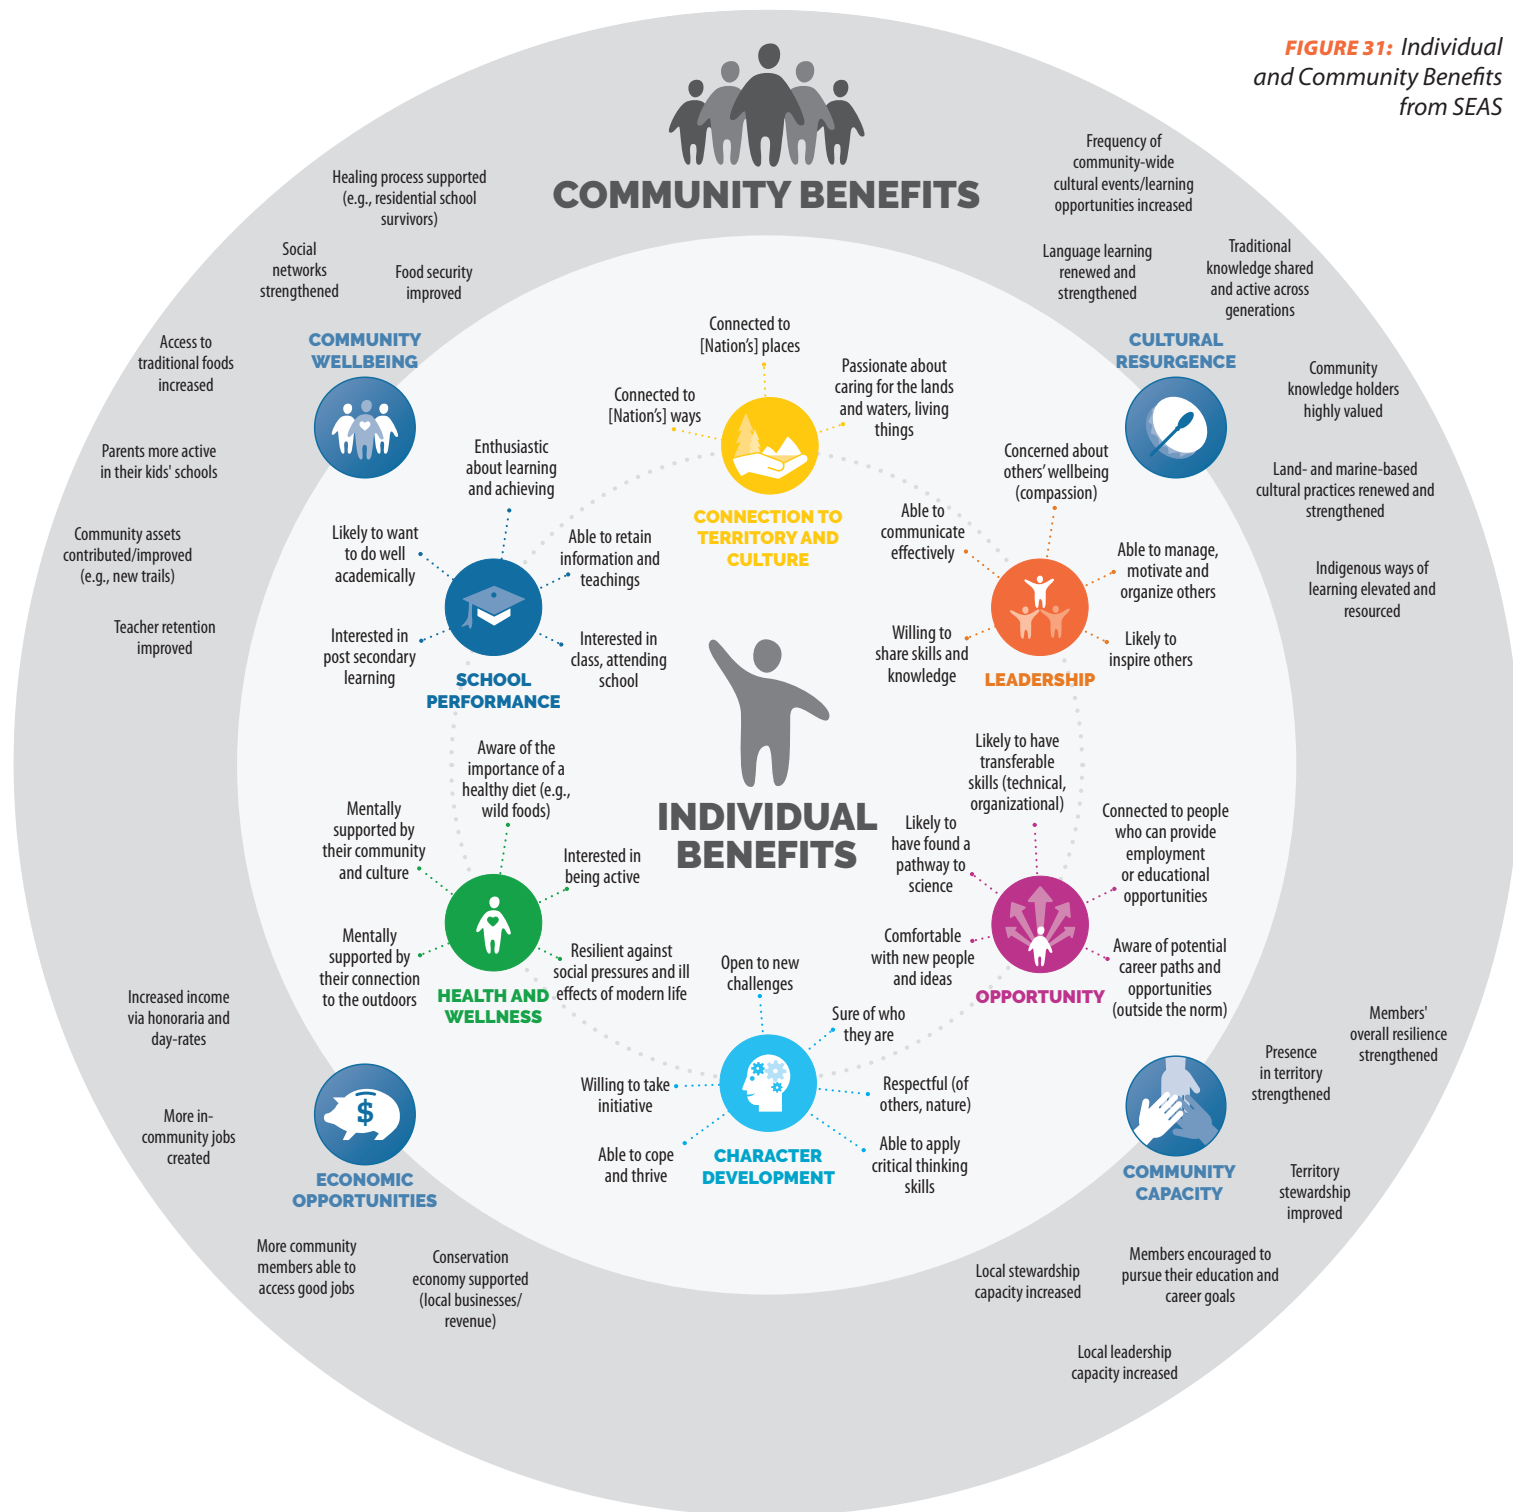 FIGURE 31: Individual
and Community Benefits
from SEAS
COMMUNITY BENEFITS
Healing process supported
(e.g., residential school
survivors)
Social
networks
strengthened
Food security
improved
COMMUNITY
WELLBEING
Access to
traditional foods
increased
Parents more active
in their kids' schools
Community assets
contributed/improved
(e.g., new trails)
Teacher retention
improved
Frequency of
community-wide
cultural events/learning
opportunities increased
Language learning
renewed and
strengthened
Traditional
knowledge shared
and active across
generations
CULTURAL
RESURGENCE
Community
knowledge holders
highly valued
Land- and marine-based
cultural practices renewed and
strengthened
Indigenous ways of
learning elevated and
resourced
Connected to
[Nation's] places
Connected to
[Nation's] ways
Passionate about
caring for the lands
and waters, living
things
CONNECTION TO
TERRITORY AND
CULTURE
Enthusiastic
about learning
and achieving
Likely to want
to do well
academically
Able to retain
information and
teachings
Interested in
post secondary
learning
Interested in
class, attending
school
SCHOOL
PERFORMANCE
Concerned about
others' wellbeing
(compassion)
Able to
communicate
effectively
Able to manage,
motivate and
organize others
Willing to
share skills and
knowledge
Likely to
inspire others
LEADERSHIP
INDIVIDUAL
BENEFITS
Aware of the
importance of a
healthy diet (e.g.,
wild foods)
Mentally
supported by
their community
and culture
Interested in
being active
Mentally
supported by
their connection
to the outdoors
Resilient against
social pressures and ill
effects of modern life
HEALTH AND
WELLNESS
Likely to have
transferable
skills (technical,
organizational)
Likely to
have found a
pathway to
science
Connected to people
who can provide
employment
or educational
opportunities
Comfortable
with new people
and ideas
Aware of potential
career paths and
opportunities
(outside the norm)
OPPORTUNITY
Open to new
challenges
Sure of who
they are
Willing to take
initiative
Respectful (of
others, nature)
Able to cope
and thrive
Able to apply
critical thinking
skills
CHARACTER
DEVELOPMENT
Increased income
via honoraria and
day-rates
More in-
community jobs
created
$
ECONOMIC
OPPORTUNITIES
More community
members able to
access good jobs
Conservation
economy supported
(local businesses/
revenue)
Members'
overall resilience
strengthened
Presence
in territory
strengthened
COMMUNITY
CAPACITY
Territory
stewardship
improved
Members encouraged to
pursue their education and
career goals
Local stewardship
capacity increased
Local leadership
capacity increased